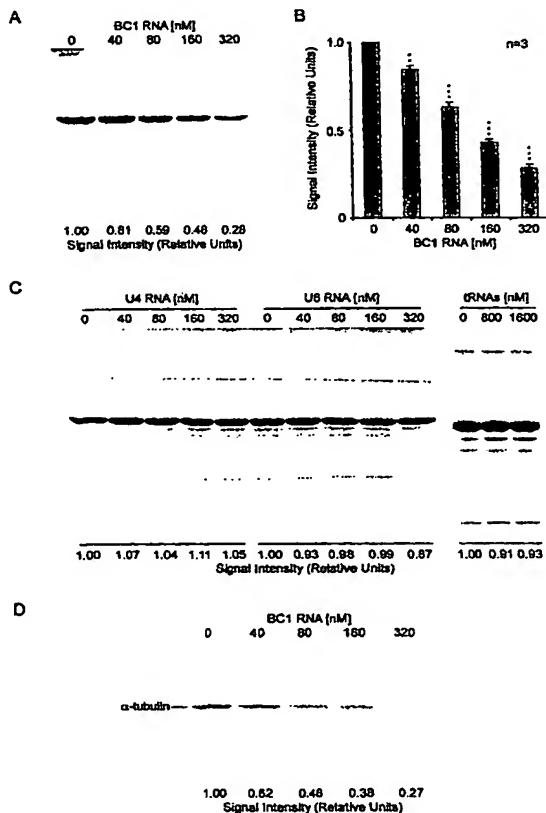 A
BC1 RNA [nM]
0 40 80 160 320
1.00 0.81 0.59 0.48 0.28
Signal Intensity (Relative Units)
B
n=3
1.0
0.5
0
Signal Intensity (Relative Units)
0 40 80 160 320
BC1 RNA [nM]
C
U4 RNA [nM] U6 RNA [nM] tRNAs [nM]
0 40 80 160 320 0 40 80 160 320 0 800 1600
1.00 1.07 1.04 1.11 1.05 1.00 0.93 0.98 0.99 0.87 1.00 0.91 0.93
Signal Intensity (Relative Units)
D
BC1 RNA [nM]
0 40 80 160 320
α-tubulin
1.00 0.62 0.48 0.38 0.27
Signal Intensity (Relative Units)